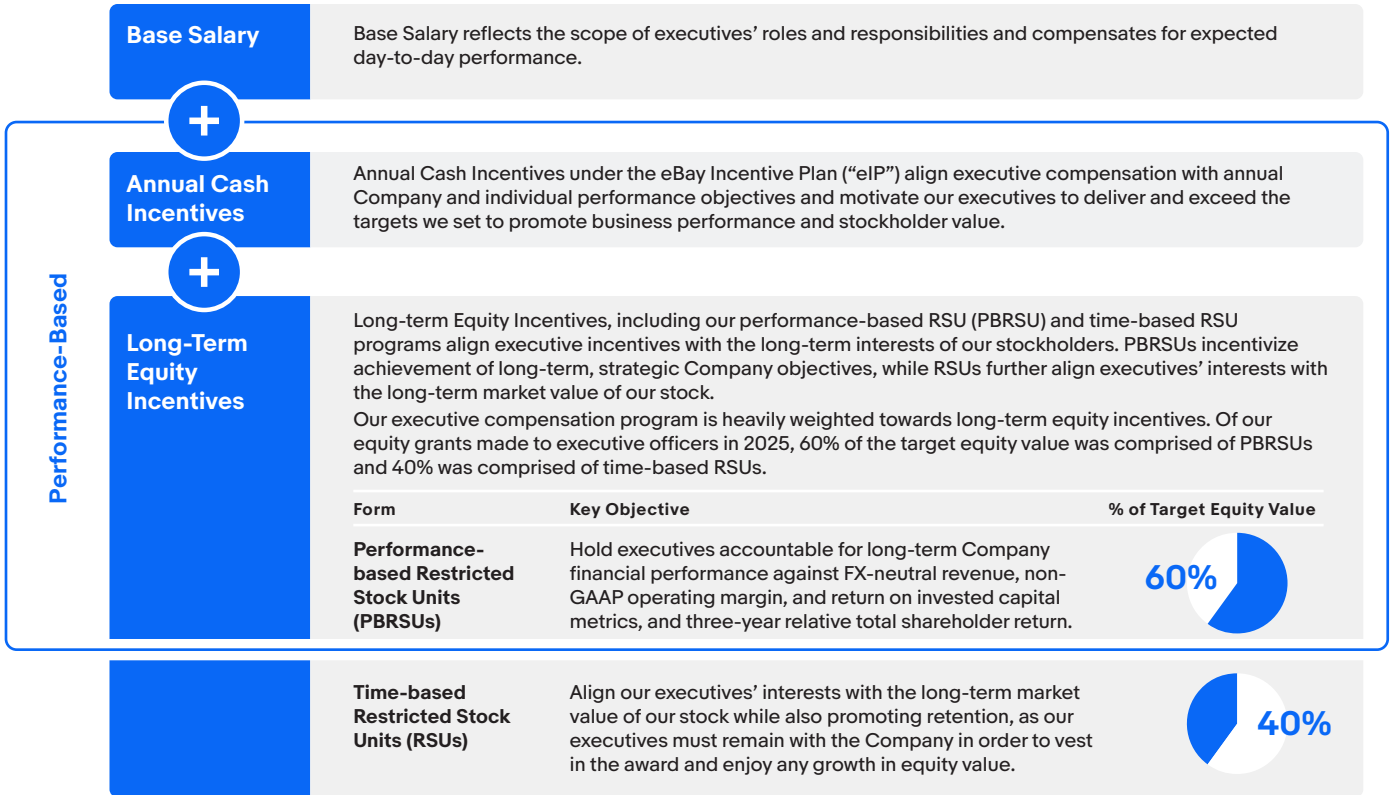 Base Salary
Base Salary reflects the scope of executives’ roles and responsibilities and compensates for expected
day-to-day performance.
+
Performance-Based
Annual Cash
Incentives
Annual Cash Incentives under the eBay Incentive Plan (“eIP”) align executive compensation with annual
Company and individual performance objectives and motivate our executives to deliver and exceed the
targets we set to promote business performance and stockholder value.
+
Long-Term
Equity
Incentives
Long-term Equity Incentives, including our performance-based RSU (PBRSU) and time-based RSU
programs align executive incentives with the long-term interests of our stockholders. PBRSUs incentivize
achievement of long-term, strategic Company objectives, while RSUs further align executives’ interests with
the long-term market value of our stock.
Our executive compensation program is heavily weighted towards long-term equity incentives. Of our
equity grants made to executive officers in 2025, 60% of the target equity value was comprised of PBRSUs
and 40% was comprised of time-based RSUs.
Form Key Objective % of Target Equity Value
Performance-
based Restricted
Stock Units
(PBRSUs)
Hold executives accountable for long-term Company
financial performance against FX-neutral revenue, non-
GAAP operating margin, and return on invested capital
metrics, and three-year relative total shareholder return.
60%
Time-based
Restricted Stock
Units (RSUs)
Align our executives’ interests with the long-term market
value of our stock while also promoting retention, as our
executives must remain with the Company in order to vest
in the award and enjoy any growth in equity value.
40%